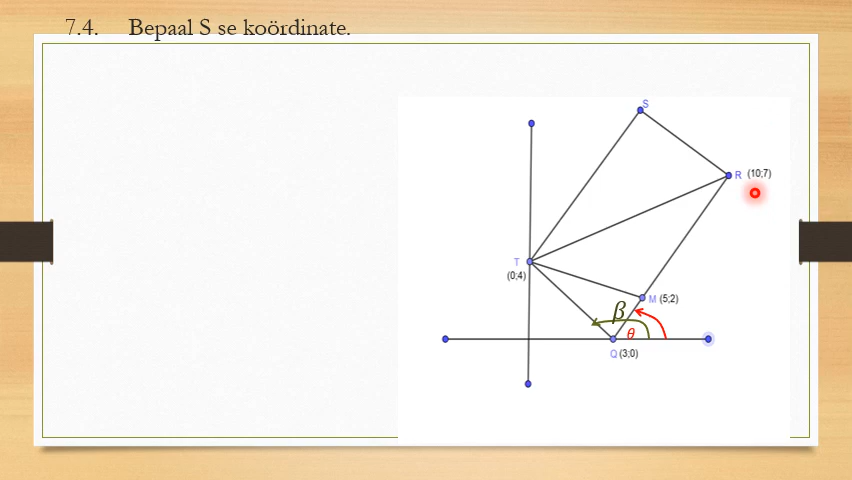 7.4. Bepaal S se koördinate.
S
R (10;7)
T
(0;4)
M (5;2)
β
θ
Q (3;0)